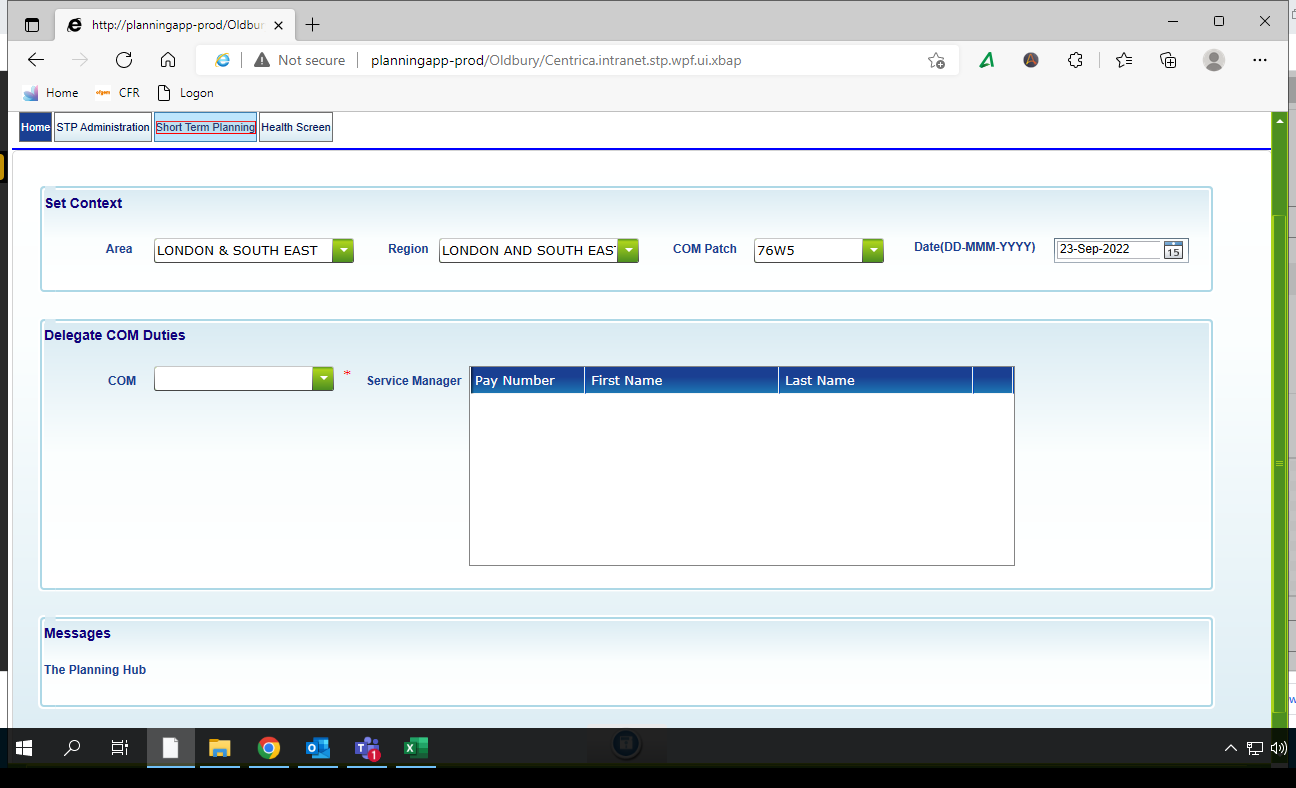 http://planningapp-prod/Oldbur
Not secure planningapp-prod/Oldbury/Centrica.intranet.stp.wpf.ui.xbap
Home CFR Logon
Home STP Administration Short Term Planning Health Screen
Set Context
Area LONDON & SOUTH EAST Region LONDON AND SOUTH EAS COM Patch 76W5 Date(DD-MMM-YYYY) 23-Sep-2022 15
Delegate COM Duties
COM * Service Manager Pay Number First Name Last Name
Messages
The Planning Hub
1